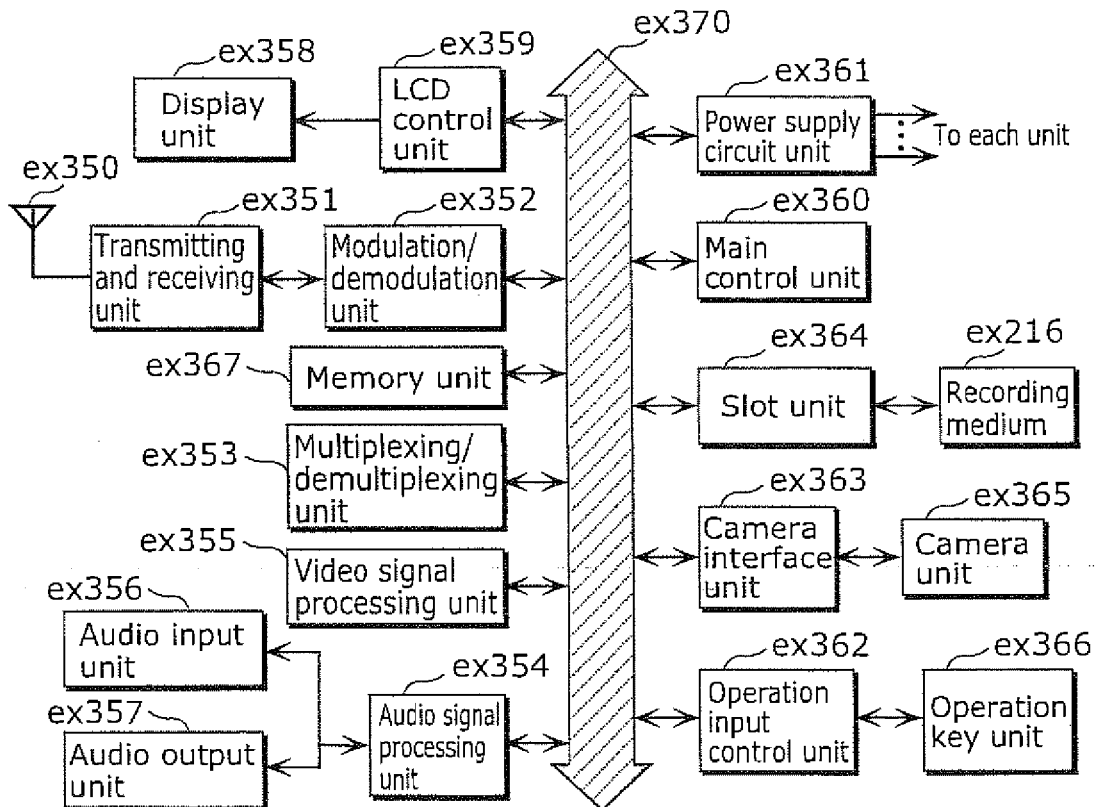 ex370
ex358
ex359
ex361
Display
unit
LCD
control
unit
Power supply
circuit unit
To each unit
ex350
ex351
ex352
ex360
Transmitting
and receiving
unit
Modulation/
demodulation
unit
Main
control unit
ex364
ex216
ex367
Memory unit
Slot unit
Recording
medium
ex353
Multiplexing/
demultiplexing
unit
ex363
ex365
Camera
interface
unit
Camera
unit
ex355
Video signal
processing unit
ex356
Audio input
unit
ex354
ex362
ex366
ex357
Audio output
unit
Audio signal
processing
unit
Operation
input
control unit
Operation
key unit